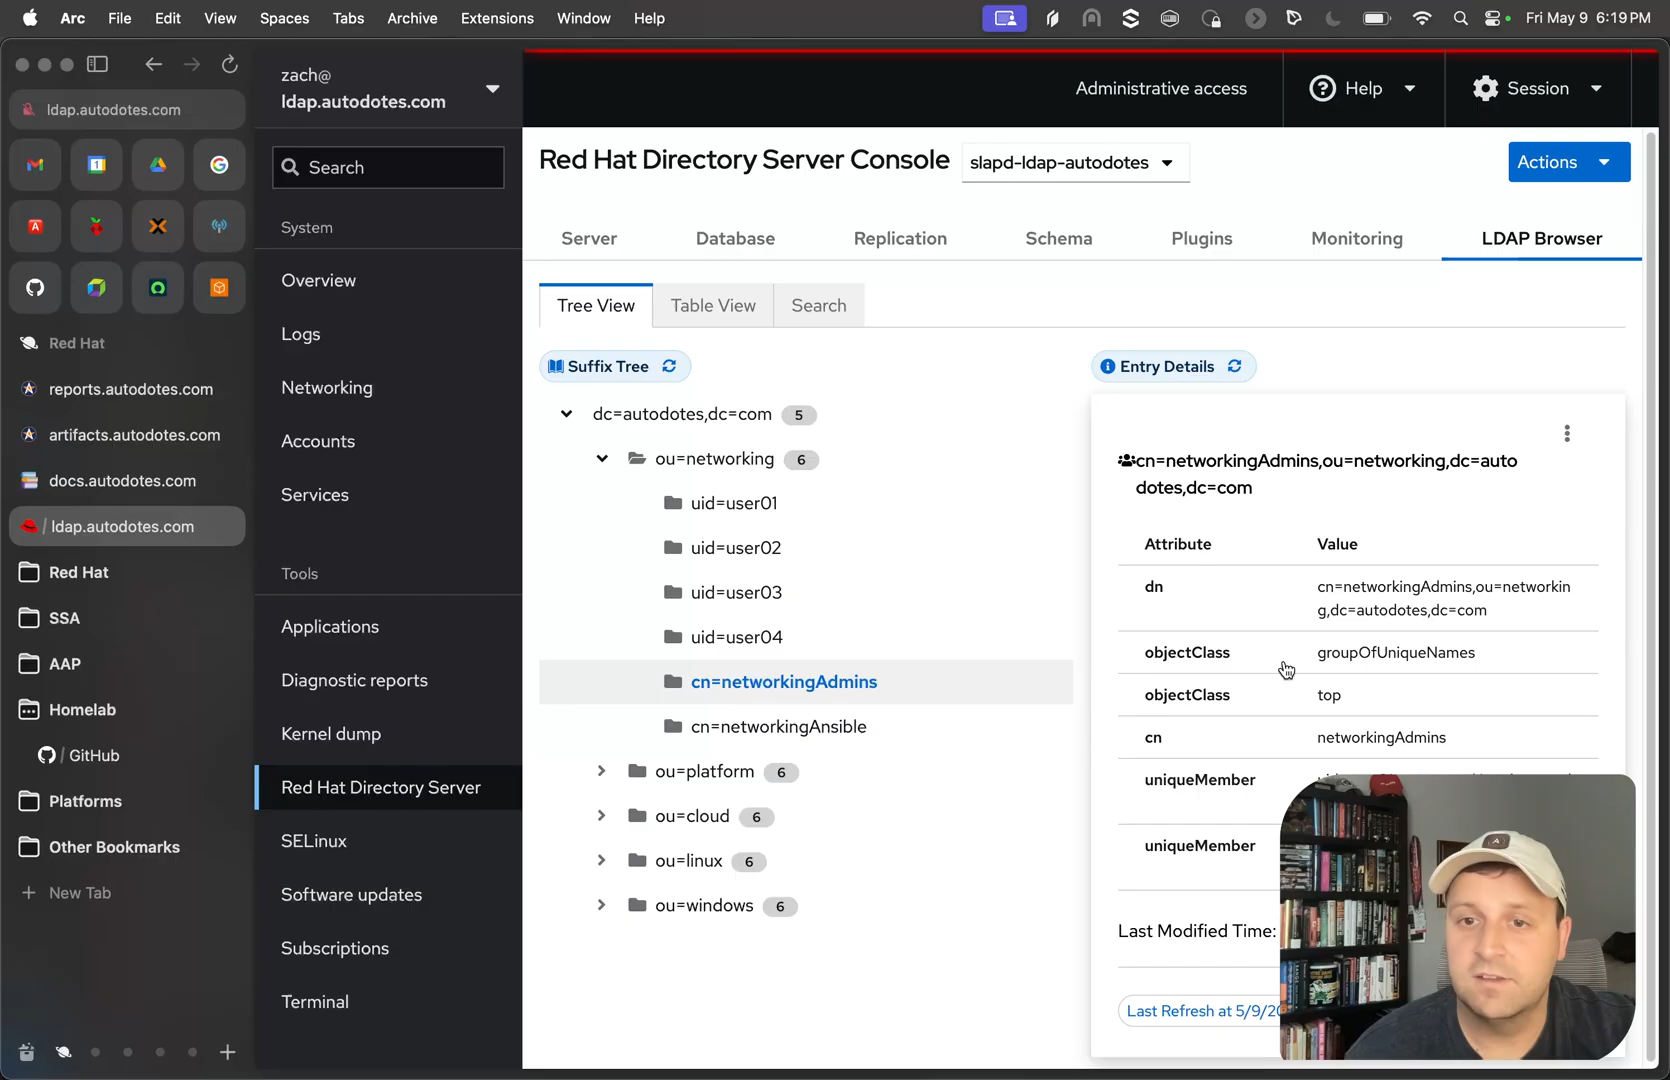 Arc File Edit View Spaces Tabs Archive Extensions Window Help Fri May 9 6:19 PM
ldap.autodotes.com
Red Hat
reports.autodotes.com
artifacts.autodotes.com
docs.autodotes.com
/ ldap.autodotes.com
Red Hat
SSA
AAP
Homelab
/ GitHub
Platforms
Other Bookmarks
+ New Tab
zach@
ldap.autodotes.com
Search
System
Overview
Logs
Networking
Accounts
Services
Tools
Applications
Diagnostic reports
Kernel dump
Red Hat Directory Server
SELinux
Software updates
Subscriptions
Terminal
Administrative access Help Session
Red Hat Directory Server Console slapd-ldap-autodotes Actions
Server Database Replication Schema Plugins Monitoring LDAP Browser
Tree View Table View Search
Suffix Tree
dc=autodotes,dc=com 5
ou=networking 6
uid=user01
uid=user02
uid=user03
uid=user04
cn=networkingAdmins
cn=networkingAnsible
ou=platform 6
ou=cloud 6
ou=linux 6
ou=windows 6
Entry Details
cn=networkingAdmins,ou=networking,dc=auto
dotes,dc=com
Attribute Value
dn cn=networkingAdmins,ou=networkin
g,dc=autodotes,dc=com
objectClass groupOfUniqueNames
objectClass top
cn networkingAdmins
uniqueMember
uniqueMember
Last Modified Time:
Last Refresh at 5/9/20